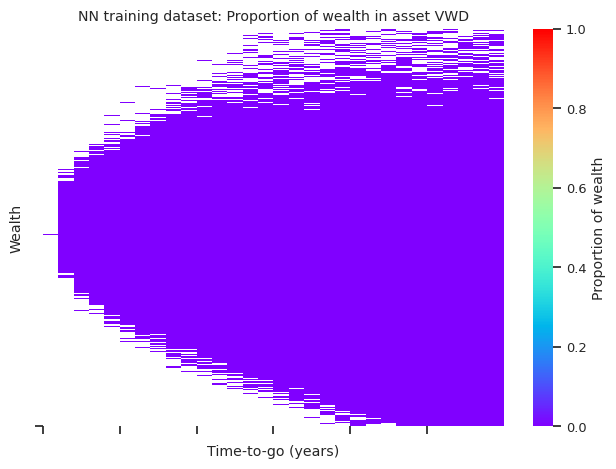 NN training dataset: Proportion of wealth in asset VWD
Wealth
Time-to-go (years)
1.0
0.8
0.6
0.4
0.2
0.0
Proportion of wealth